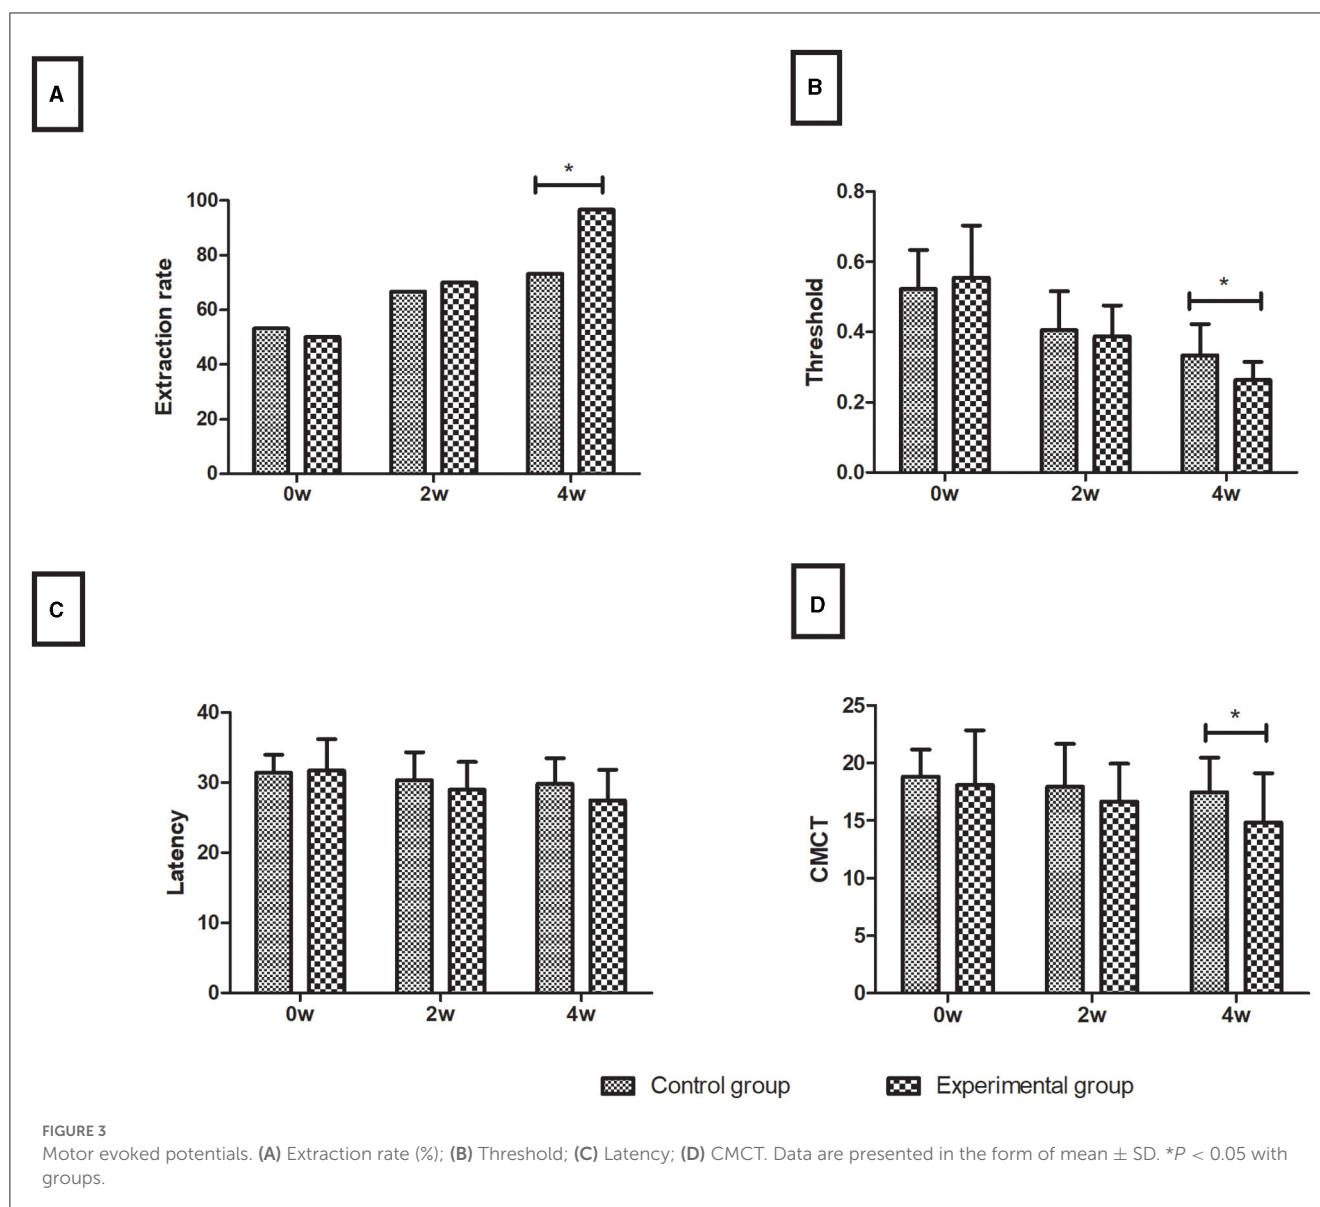 A
Extraction rate
100
80
60
40
20
0
*
0w
2w
4w
B
Threshold
0.8
0.6
0.4
0.2
0.0
*
0w
2w
4w
C
Latency
40
30
20
10
0
0w
2w
4w
D
CMCT
25
20
15
10
5
0
*
0w
2w
4w
Control group
Experimental group
FIGURE 3
Motor evoked potentials. (A) Extraction rate (%); (B) Threshold; (C) Latency; (D) CMCT. Data are presented in the form of mean ± SD. *P < 0.05 with
groups.